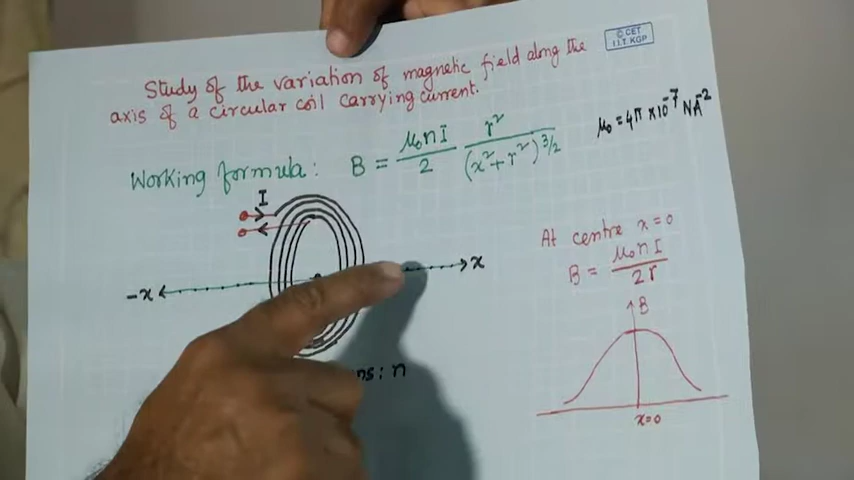 Study of the variation of magnetic field along the
axis of a circular coil carrying current.
© CET
I.I.T. KGP
Working formula: B = μ₀nI/2 r²/(x²+r²)^3/2
μ₀ = 4π×10⁻⁷ NA⁻²
I
-x
x
: n
At centre x=0
B = μ₀nI/2r
B
x=0